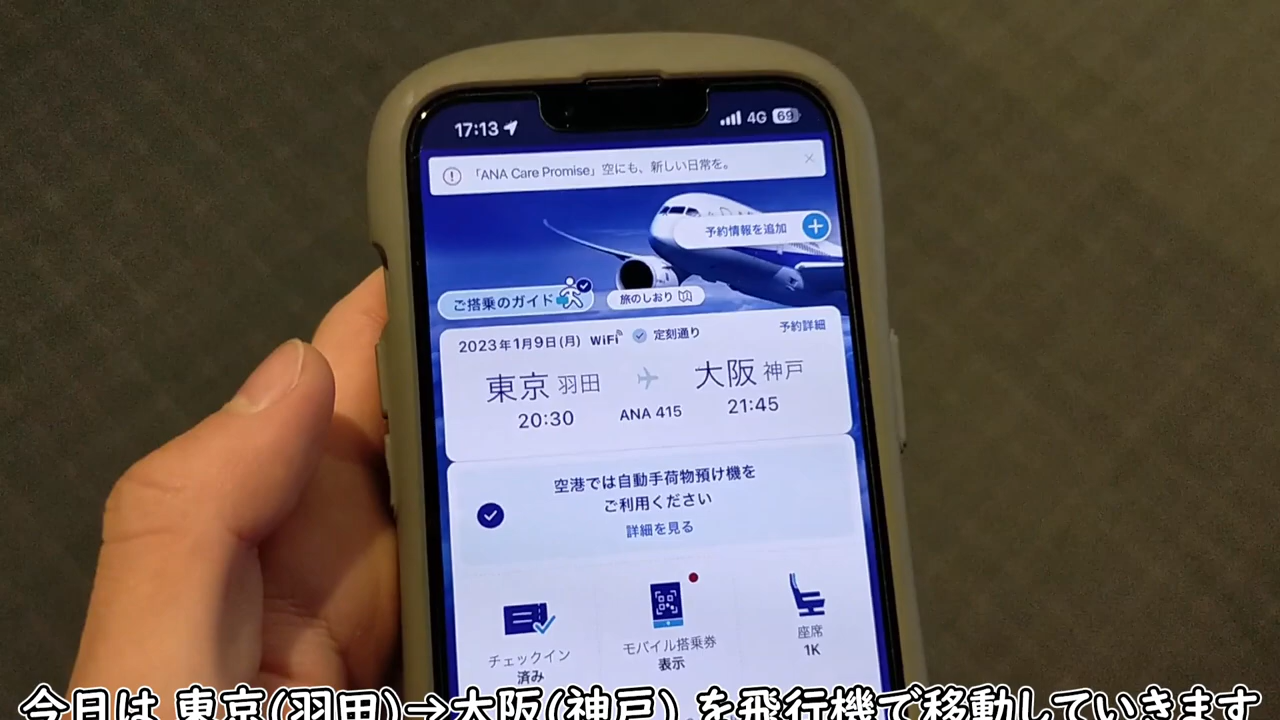 17:13
4G 69
「ANA Care Promise」空にも、新しい日常を。
予約情報を追加
ご搭乗のガイド
旅のしおり
2023年1月9日(月) WiFi 定刻通り 予約詳細
東京 羽田 大阪 神戸
20:30 ANA 415 21:45
空港では自動手荷物預け機を
ご利用ください
詳細を見る
チェックイン
済み
モバイル搭乗券
表示
座席
1K
今日は 東京(羽田)→大阪(神戸) を飛行機で移動していきます